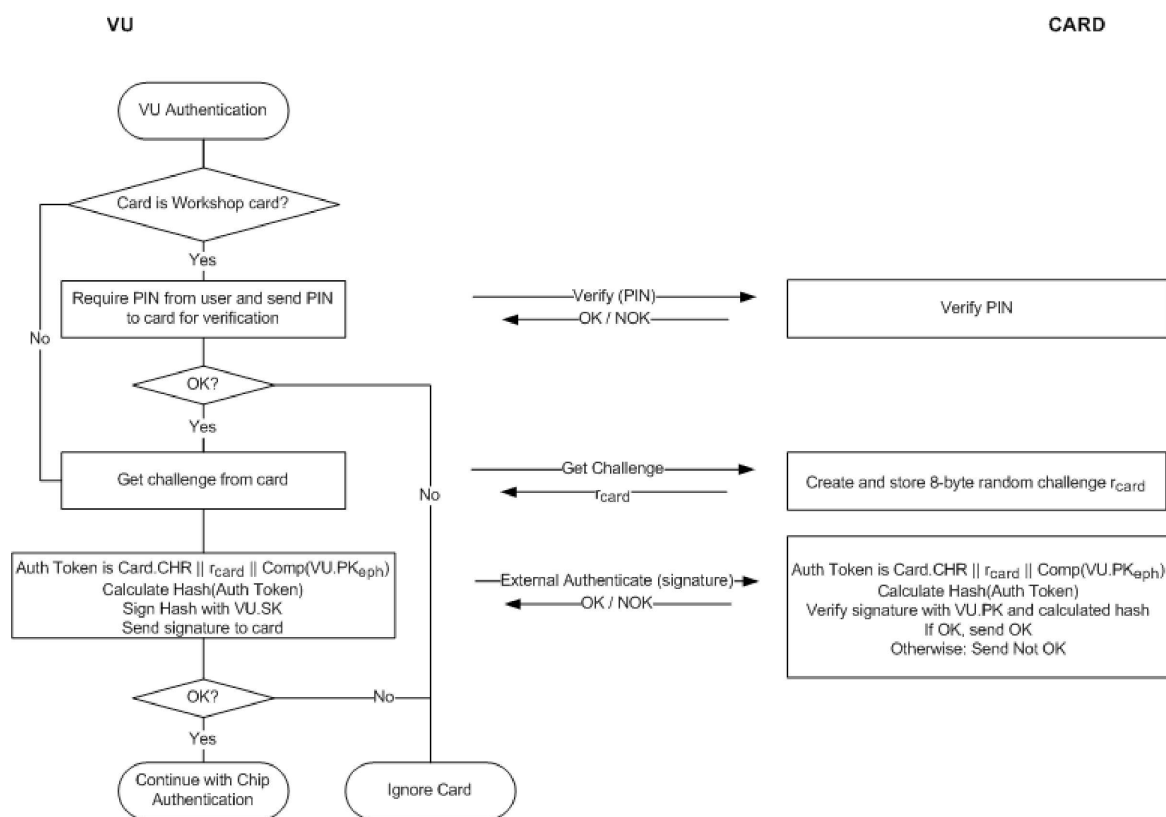 VU
CARD
VU Authentication
Card is Workshop card?
Yes
Require PIN from user and send PIN
to card for verification
Verify (PIN)
OK / NOK
Verify PIN
No
OK?
Yes
Get challenge from card
Get Challenge
rcard
Create and store 8-byte random challenge rcard
No
Auth Token is Card.CHR || rcard || Comp(VU.PKeph)
Calculate Hash(Auth Token)
Sign Hash with VU.SK
Send signature to card
External Authenticate (signature)
OK / NOK
Auth Token is Card.CHR || rcard || Comp(VU.PKeph)
Calculate Hash(Auth Token)
Verify signature with VU.PK and calculated hash
If OK, send OK
Otherwise: Send Not OK
OK?
No
Yes
Continue with Chip
Authentication
Ignore Card